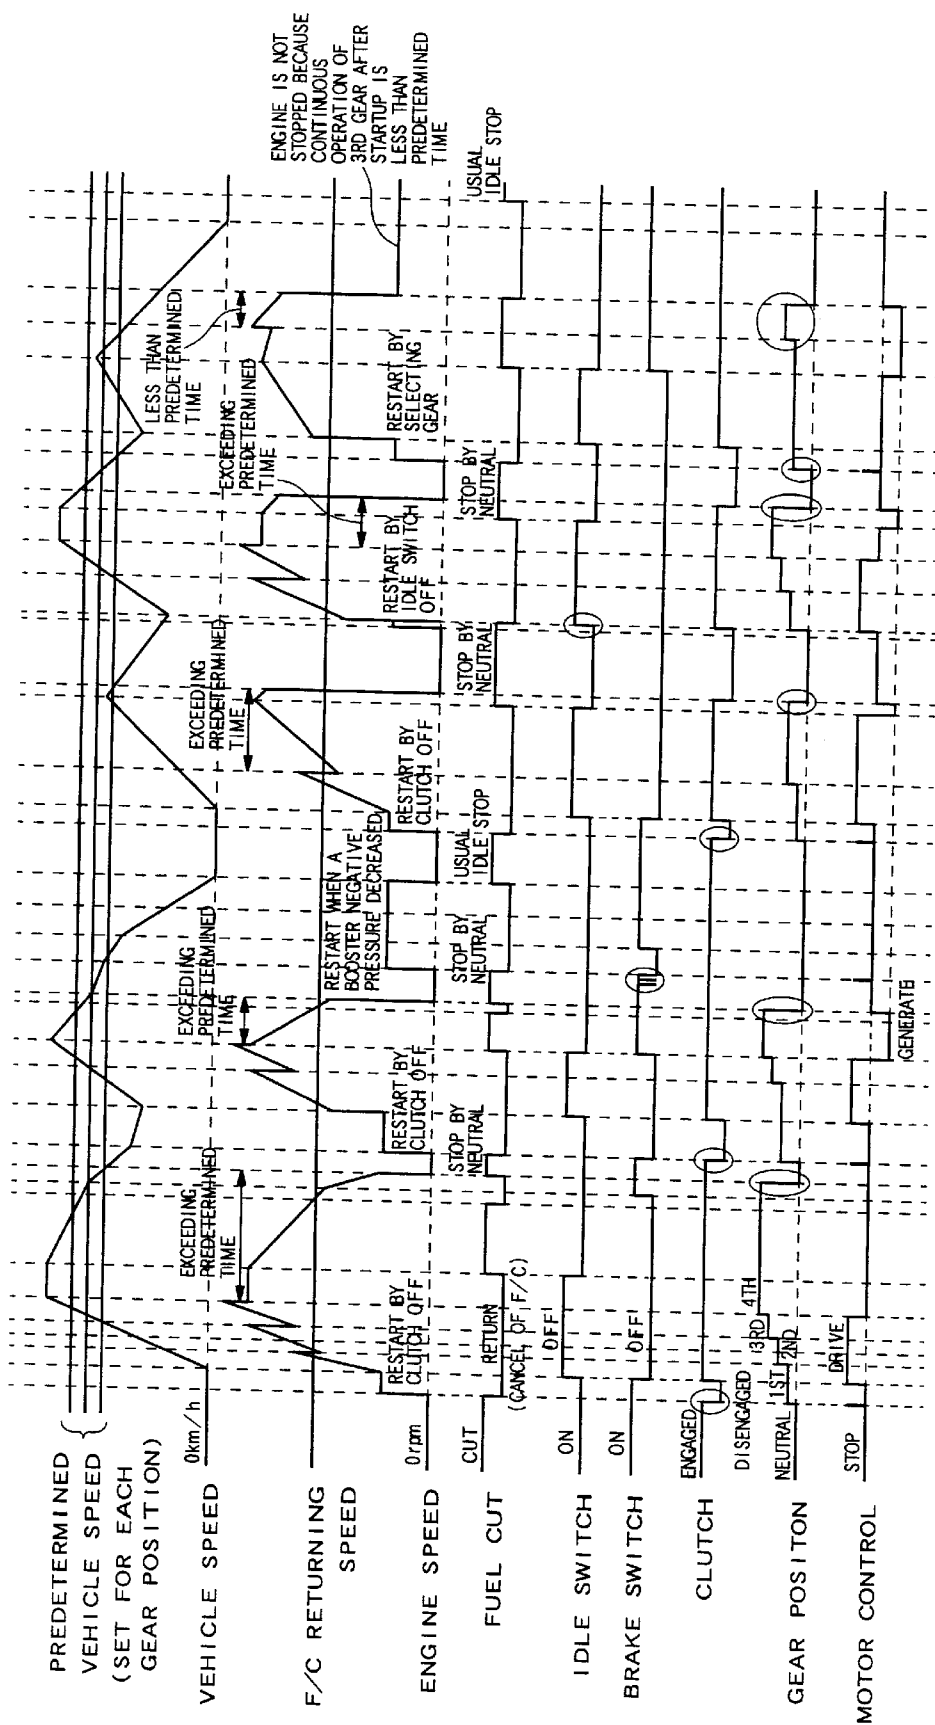 PREDETERMINED
VEHICLE SPEED
(SET FOR EACH
GEAR POSITION)
VEHICLE SPEED
0km/h
F/C RETURNING
SPEED
ENGINE SPEED
0rpm
FUEL CUT
CUT
RETURN
(CANCEL OF F/C)
IDLE SWITCH
ON
OFF
BRAKE SWITCH
ON
OFF
CLUTCH
ENGAGED
DISENGAGED
GEAR POSITON
NEUTRAL
1ST
2ND
3RD
4TH
MOTOR CONTROL
STOP
DRIVE
GENERATE
EXCEEDING
PREDETERMINED
TIME
RESTART BY
CLUTCH OFF
STOP BY
NEUTRAL
EXCEEDING
PREDETERMINED
TIME
RESTART BY
CLUTCH OFF
STOP BY
NEUTRAL
RESTART WHEN A
BOOSTER NEGATIVE
PRESSURE DECREASED
USUAL
IDLE STOP
EXCEEDING
PREDETERMINED
TIME
RESTART BY
CLUTCH OFF
STOP BY
NEUTRAL
EXCEEDING
PREDETERMINED
TIME
RESTART BY
IDLE SWITCH
OFF
STOP BY
NEUTRAL
LESS THAN
PREDETERMINED
TIME
RESTART BY
SELECTING
GEAR
ENGINE IS NOT
STOPPED BECAUSE
CONTINUOUS
OPERATION OF
3RD GEAR AFTER
STARTUP IS
LESS THAN
PREDETERMINED
TIME
USUAL
IDLE STOP